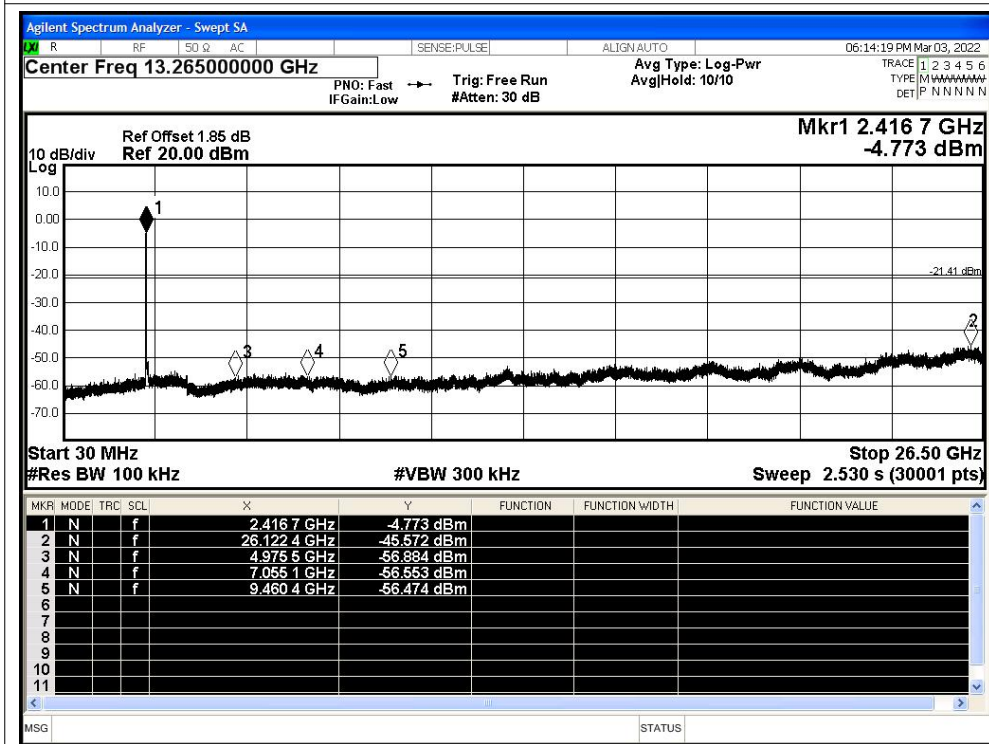 Agilent Spectrum Analyzer - Swept SA
LXI R RF 50 Ω AC SENSE:PULSE ALIGN AUTO 06:14:19 PM Mar 03, 2022
Center Freq 13.265000000 GHz
PNO: Fast
IFGain:Low
Trig: Free Run
#Atten: 30 dB
Avg Type: Log-Pwr
Avg|Hold: 10/10
TRACE 1 2 3 4 5 6
TYPE M
DET P N N N N N
Mkr1 2.416 7 GHz
-4.773 dBm
Ref Offset 1.85 dB
10 dB/div Ref 20.00 dBm
Log
10.0
0.00
-10.0
-20.0
-30.0
-40.0
-50.0
-60.0
-70.0
1
-21.41 dBm
2
3
4
5
Start 30 MHz Stop 26.50 GHz
#Res BW 100 kHz #VBW 300 kHz Sweep 2.530 s (30001 pts)
MKR MODE TRC SCL X Y FUNCTION FUNCTION WIDTH FUNCTION VALUE
1 N f 2.416 7 GHz -4.773 dBm
2 N f 26.122 4 GHz -45.572 dBm
3 N f 4.975 5 GHz -56.884 dBm
4 N f 7.055 1 GHz -56.553 dBm
5 N f 9.460 4 GHz -56.474 dBm
6
7
8
9
10
11
MSG STATUS